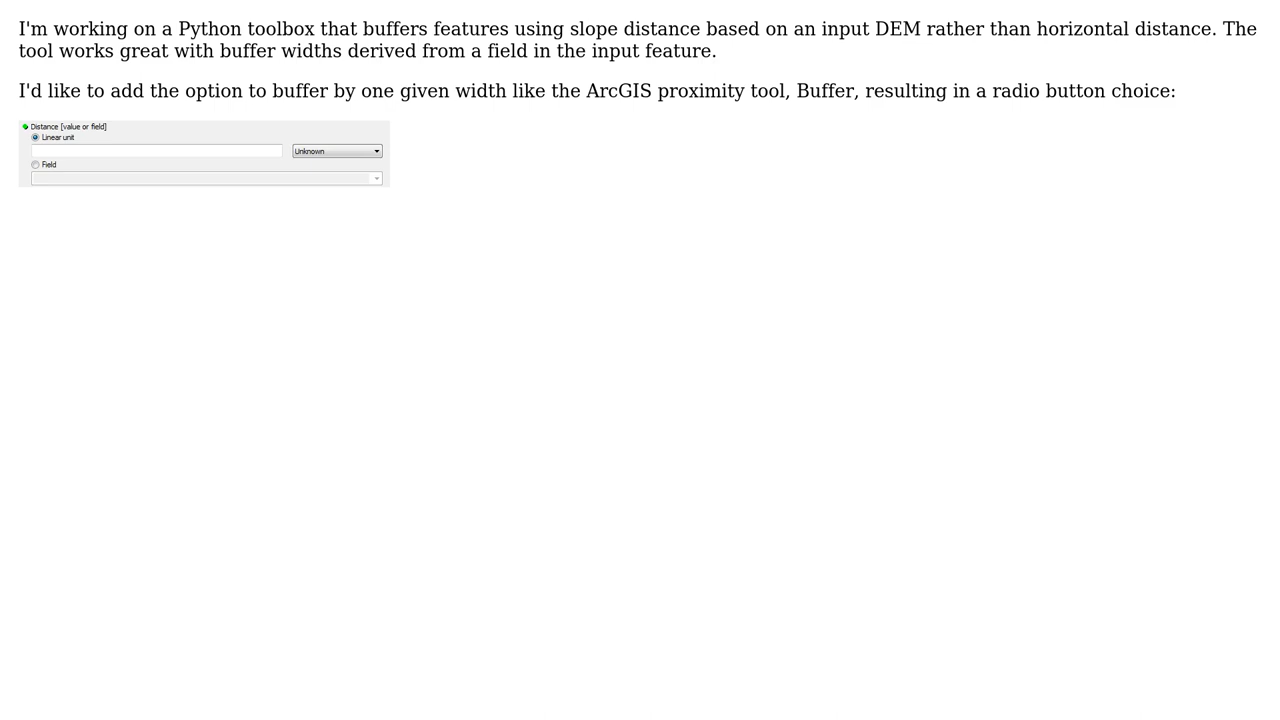 I'm working on a Python toolbox that buffers features using slope distance based on an input DEM rather than horizontal distance. The
tool works great with buffer widths derived from a field in the input feature.
I'd like to add the option to buffer by one given width like the ArcGIS proximity tool, Buffer, resulting in a radio button choice:
Distance [value or field]
Linear unit
Unknown
Field